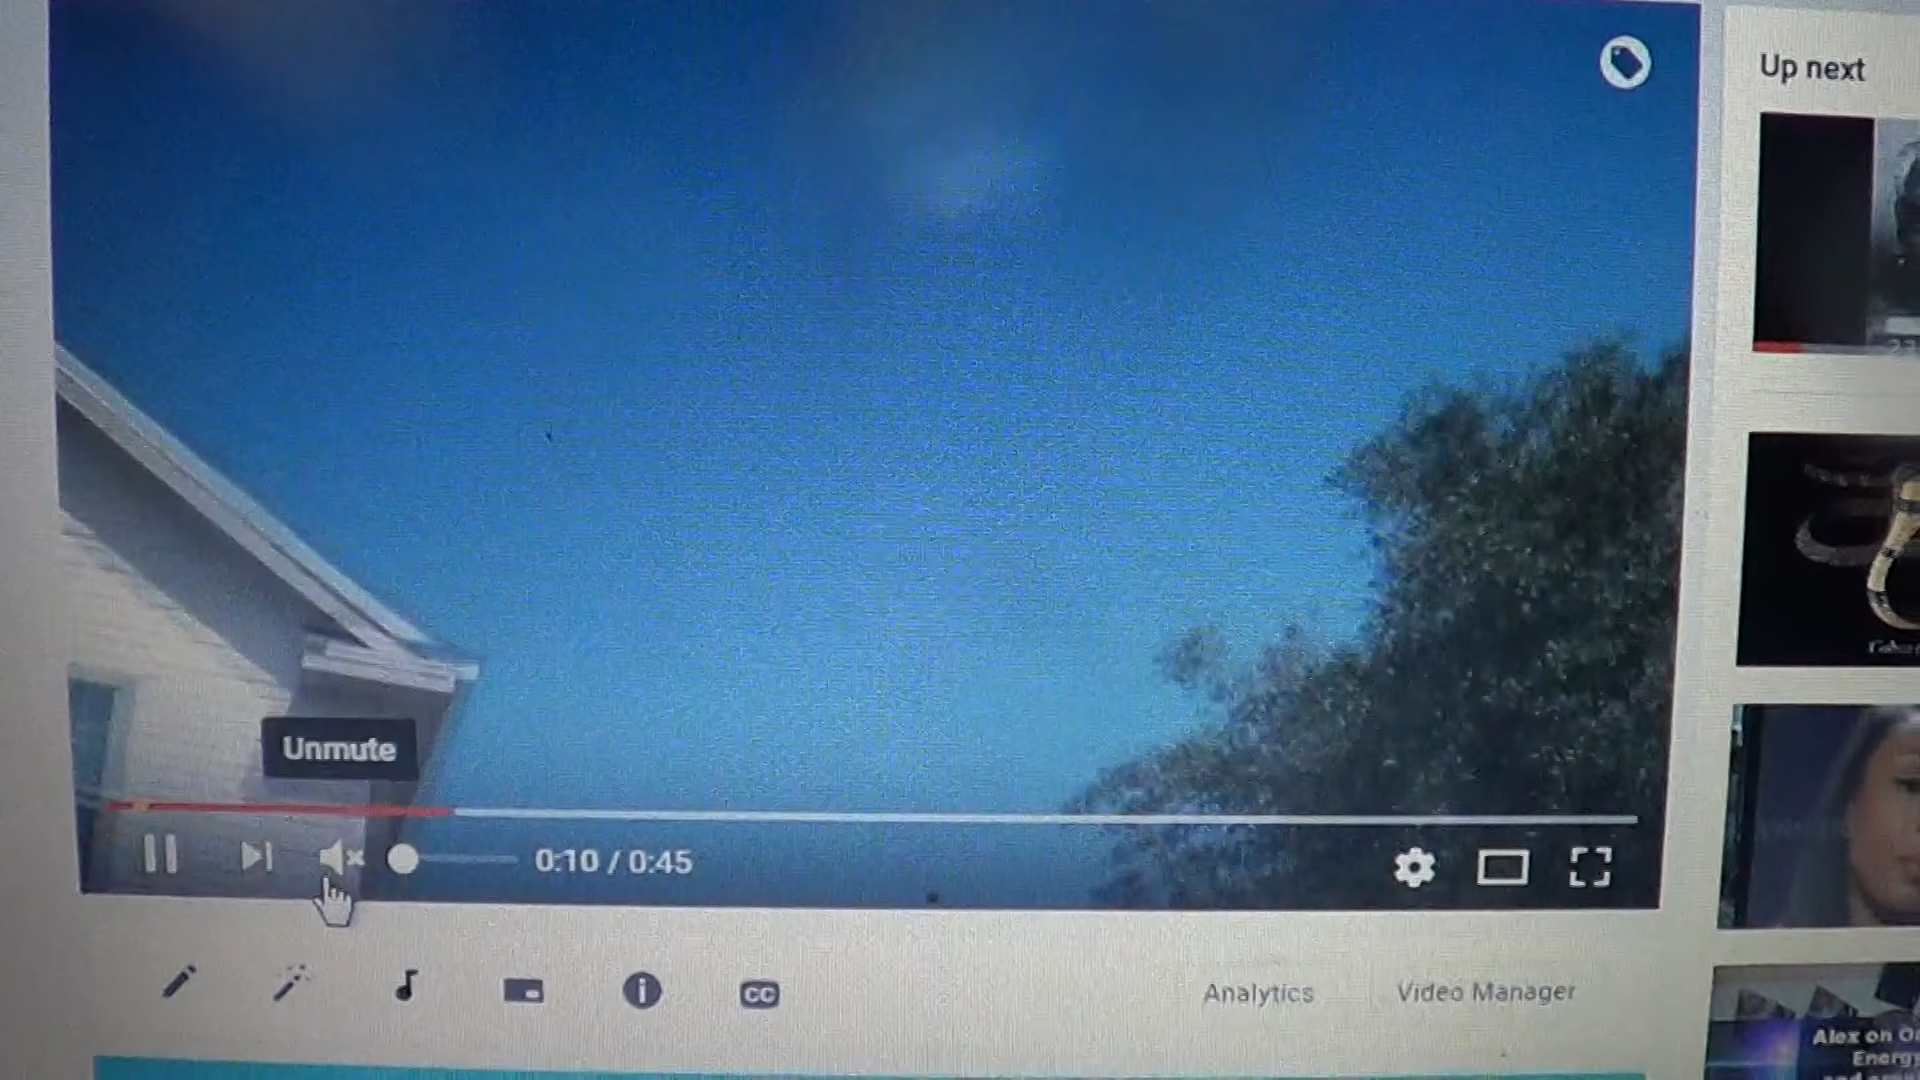 Up next
Unmute
0:10 / 0:45
CC
Analytics
Video Manager
Alex on
Energy